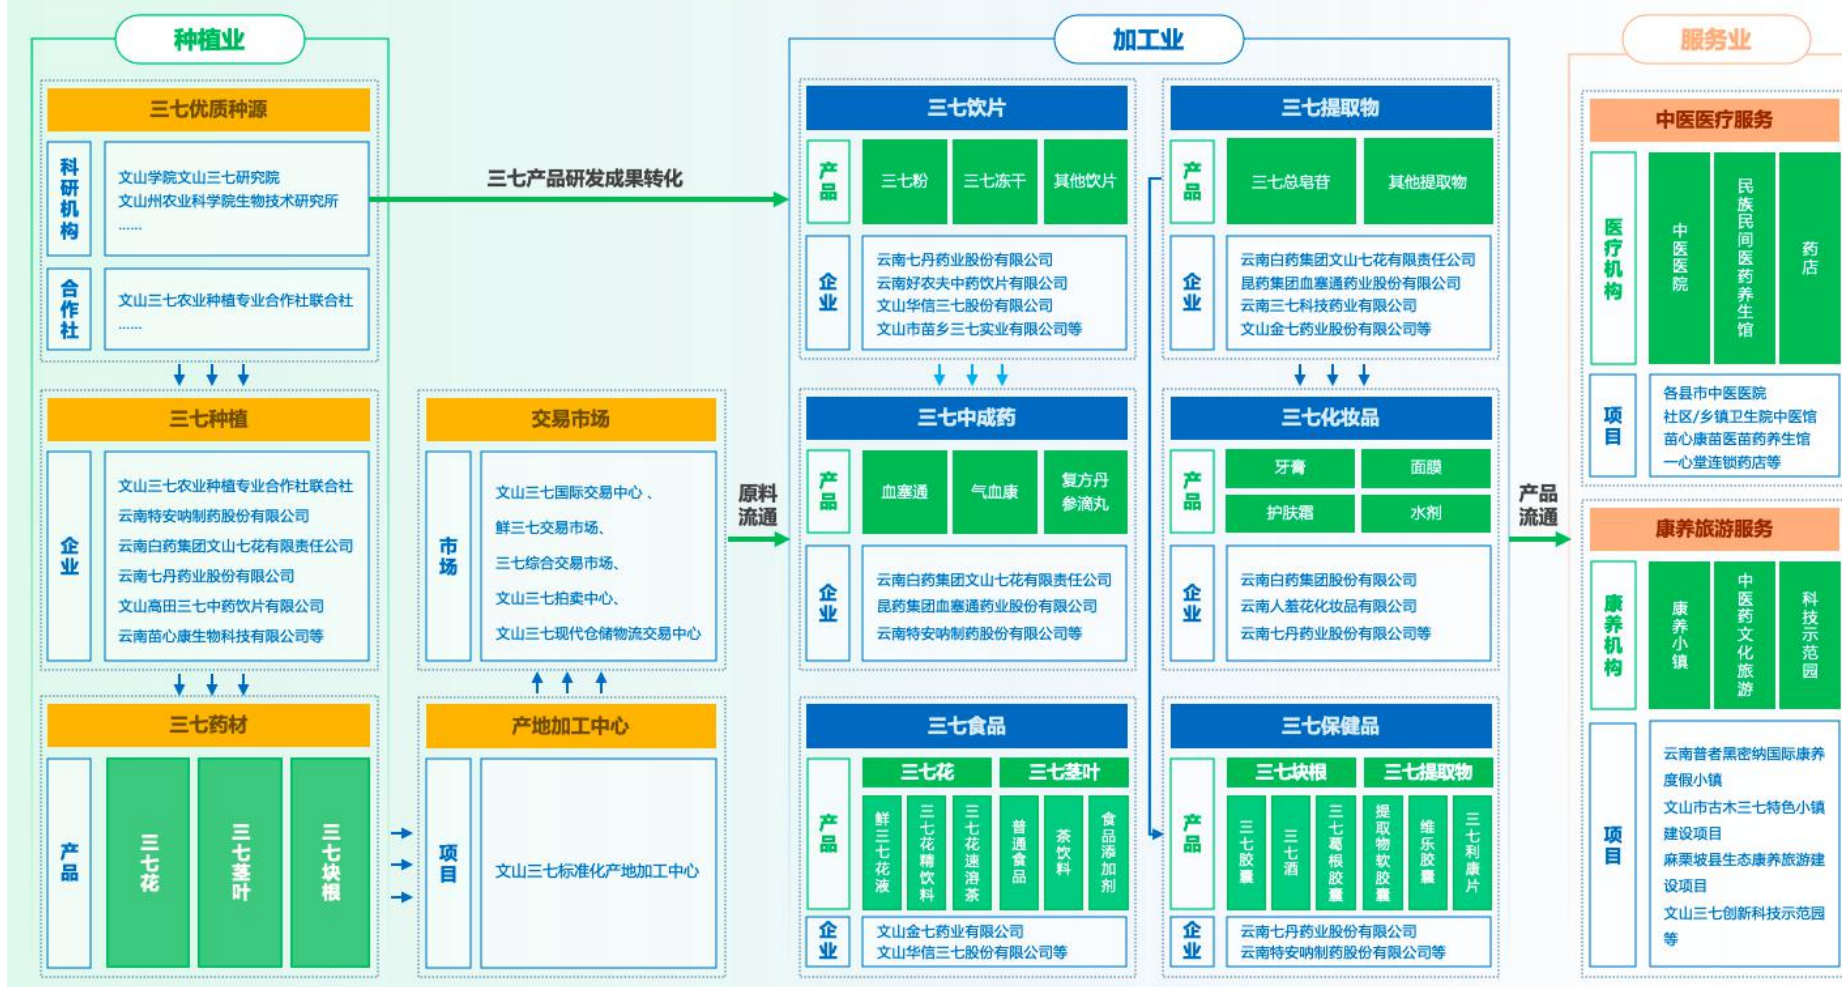 种植业
三七优质种源
科研机构
文山学院文山三七研究院
文山州农业科学院生物技术研究所
......
合作社
文山三七农业种植专业合作社联合社
......
三七种植
企业
文山三七农业种植专业合作社联合社
云南特安呐制药股份有限公司
云南白药集团文山七花有限责任公司
云南七丹药业股份有限公司
文山高田三七中药饮片有限公司
云南苗心康生物科技有限公司等
三七药材
产品
三七花
三七茎叶
三七块根
三七产品研发成果转化
交易市场
市场
文山三七国际交易中心 、
鲜三七交易市场、
三七综合交易市场、
文山三七拍卖中心、
文山三七现代仓储物流交易中心
产地加工中心
项目
文山三七标准化产地加工中心
原料
流通
加工业
三七饮片
产品
三七粉
三七冻干
其他饮片
企业
云南七丹药业股份有限公司
云南好农夫中药饮片有限公司
文山华信三七股份有限公司
文山市苗乡三七实业有限公司等
三七提取物
产品
三七总皂苷
其他提取物
企业
云南白药集团文山七花有限责任公司
昆药集团血塞通药业股份有限公司
云南三七科技药业有限公司
文山金七药业股份有限公司等
三七中成药
产品
血塞通
气血康
复方丹
参滴丸
企业
云南白药集团文山七花有限责任公司
昆药集团血塞通药业股份有限公司
云南特安呐制药股份有限公司等
三七化妆品
产品
牙膏
面膜
护肤霜
水剂
企业
云南白药集团股份有限公司
云南人羞花化妆品有限公司
云南七丹药业股份有限公司等
三七食品
产品
三七花
三七茎叶
鲜三七花液
三七花精饮料
三七花速溶茶
普通食品
茶饮料
食品添加剂
企业
文山金七药业有限公司
文山华信三七股份有限公司等
三七保健品
产品
三七块根
三七提取物
三七胶囊
三七酒
三七葛根胶囊
提取物软胶囊
维乐胶囊
三七利康片
企业
云南七丹药业股份有限公司
云南特安呐制药股份有限公司等
产品
流通
服务业
中医医疗服务
医疗机构
中医医院
民族民间医药养生馆
药店
项目
各县市中医医院
社区/乡镇卫生院中医馆
苗心康苗医苗药养生馆
一心堂连锁药店等
康养旅游服务
康养机构
康养小镇
中医药文化旅游
科技示范园
项目
云南普者黑密纳国际康养
度假小镇
文山市古木三七特色小镇
建设项目
麻栗坡县生态康养旅游建
设项目
文山三七创新科技示范园
等